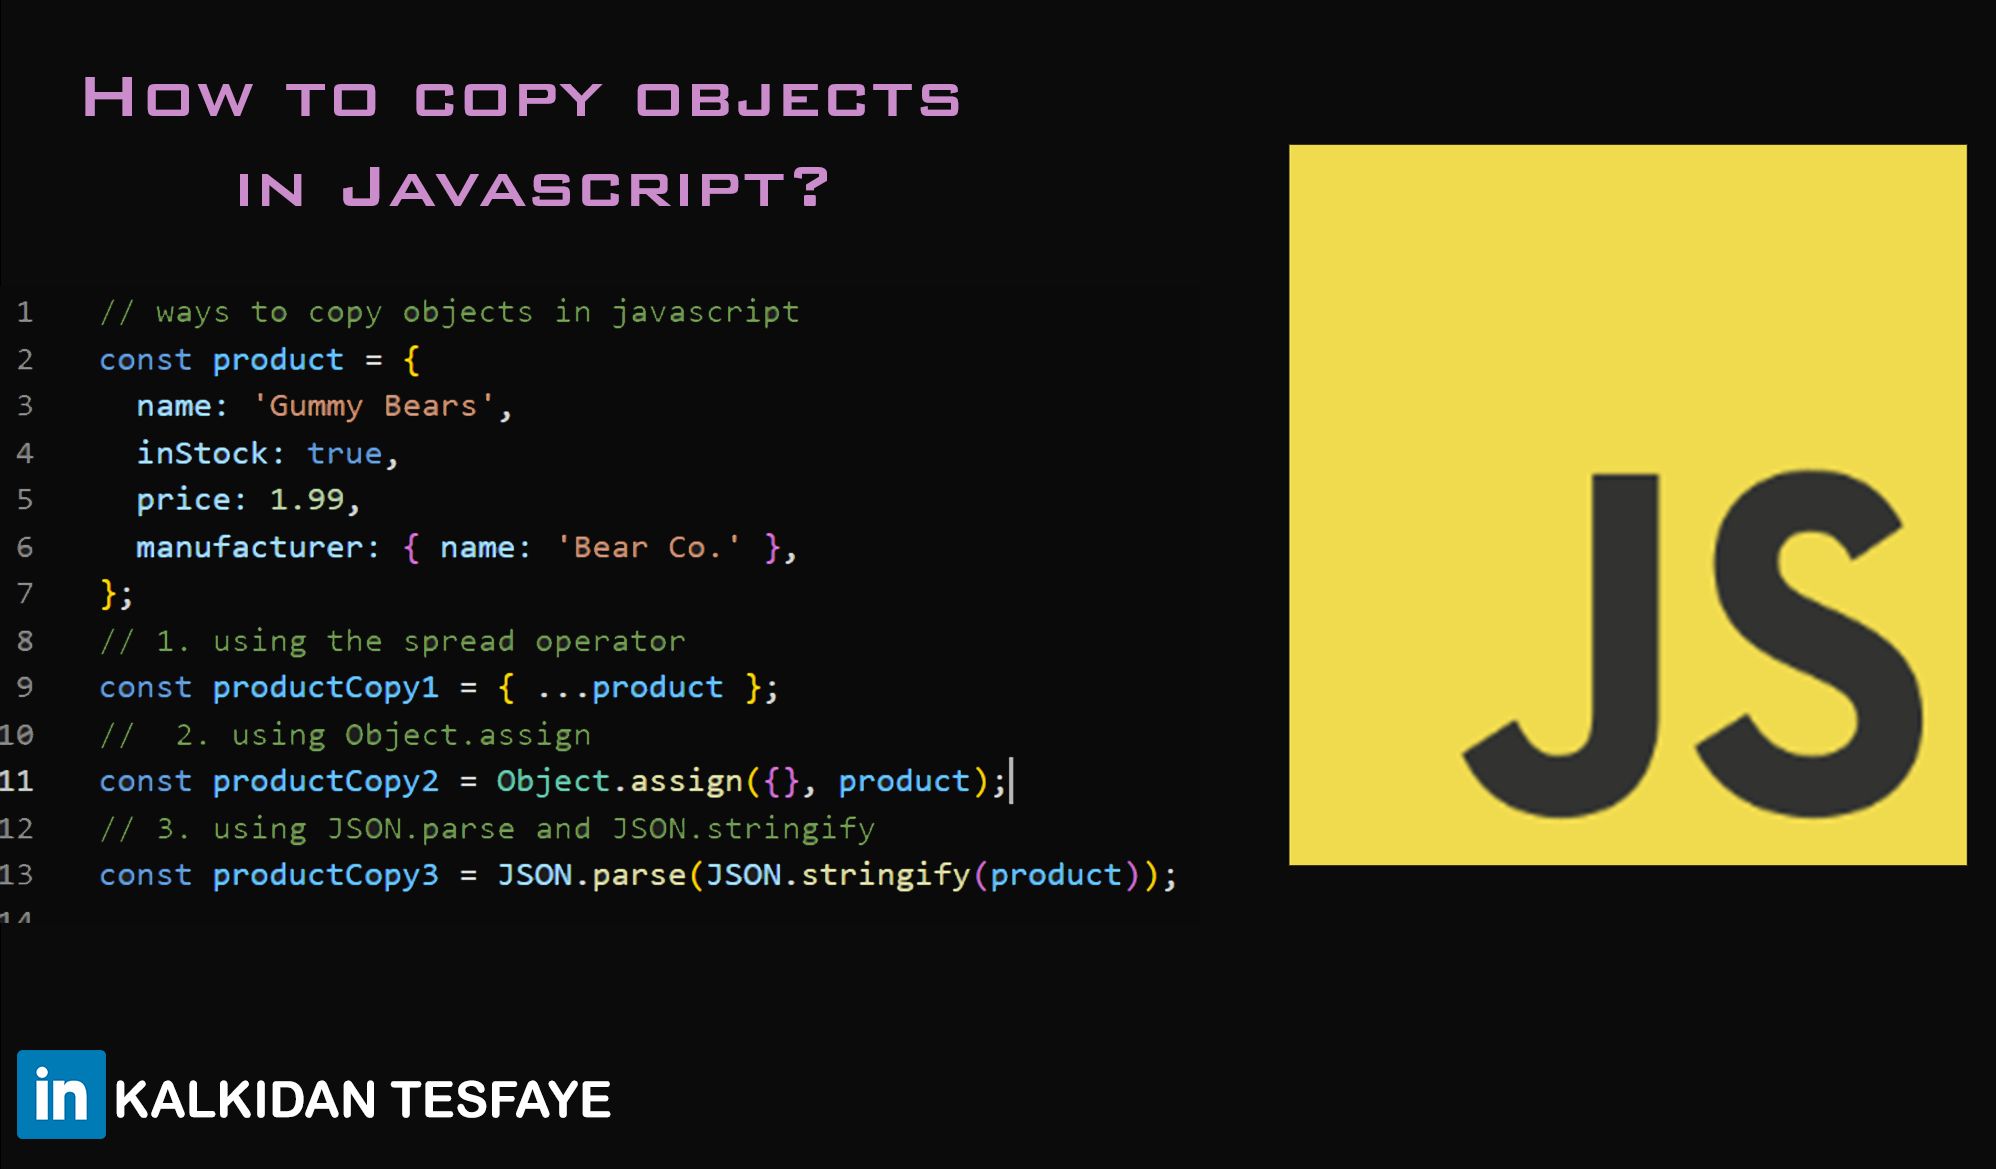 How to copy objects
in Javascript?
1 // ways to copy objects in javascript
2 const product = {
3   name: 'Gummy Bears',
4   inStock: true,
5   price: 1.99,
6   manufacturer: { name: 'Bear Co.' },
7 };
8 // 1. using the spread operator
9 const productCopy1 = { ...product };
10 //  2. using Object.assign
11 const productCopy2 = Object.assign({}, product);
12 // 3. using JSON.parse and JSON.stringify
13 const productCopy3 = JSON.parse(JSON.stringify(product));
14
JS
in KALKIDAN TESFAYE